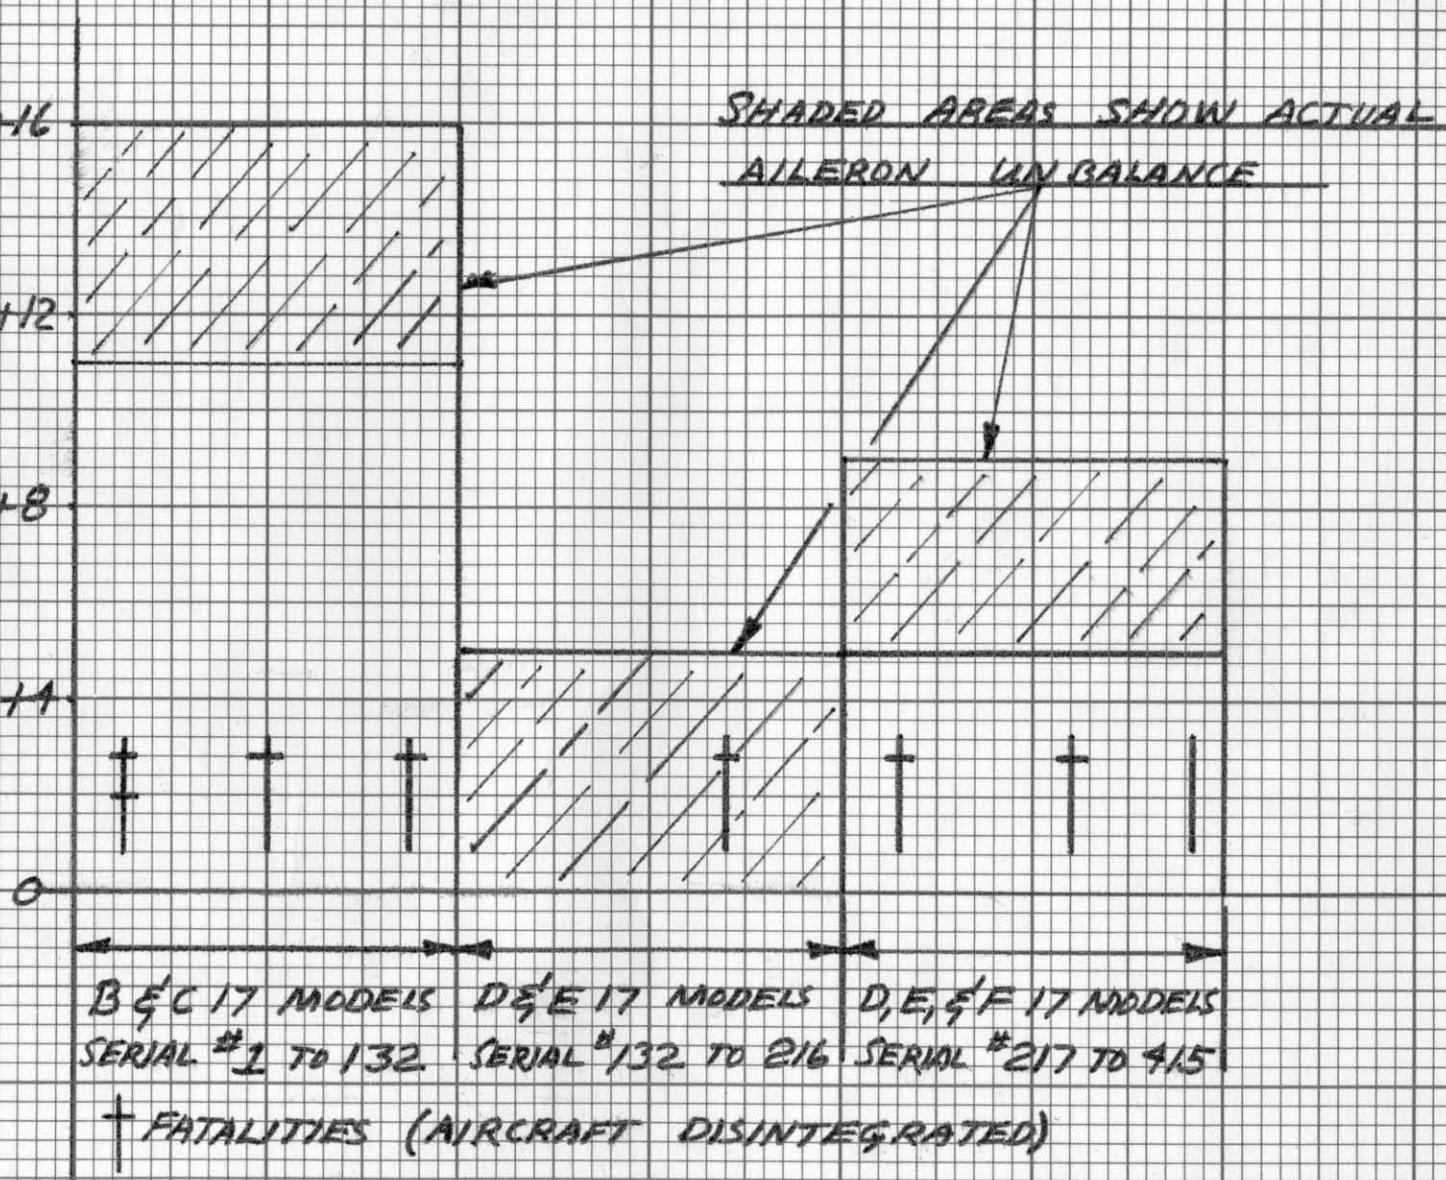 SHADED AREAS SHOW ACTUAL
AILERON UNBALANCE
+16
+12
+8
+4
0
B & C 17 MODELS
SERIAL #1 TO 132
D & E 17 MODELS
SERIAL #132 TO 216
D, E, & F 17 MODELS
SERIAL #217 TO 415
† FATALITIES (AIRCRAFT DISINTEGRATED)